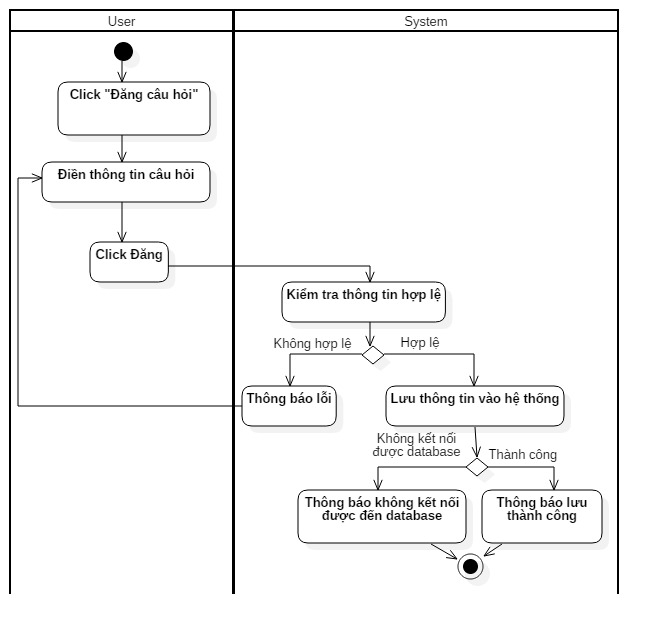 User
System
Click "Đăng câu hỏi"
Điền thông tin câu hỏi
Click Đăng
Kiểm tra thông tin hợp lệ
Không hợp lệ
Hợp lệ
Thông báo lỗi
Lưu thông tin vào hệ thống
Không kết nối
được database
Thành công
Thông báo không kết nối
được đến database
Thông báo lưu
thành công